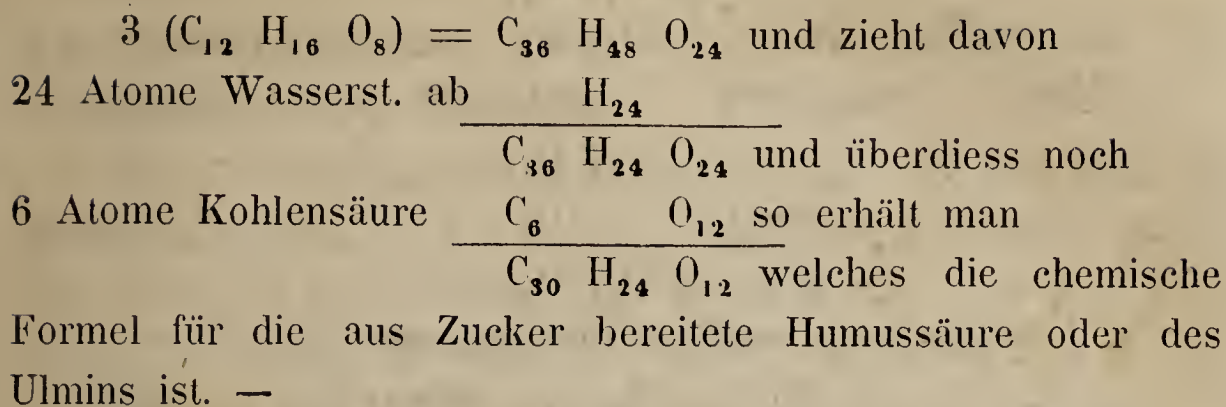 3 (C₁₂ H₁₆ O₈) = C₃₆ H₄₈ O₂₄ und zieht davon
24 Atome Wasserst. ab H₂₄
C₃₆ H₂₄ O₂₄ und überdiess noch
6 Atome Kohlensäure C₆ O₁₂ so erhält man
C₃₀ H₂₄ O₁₂ welches die chemische
Formel für die aus Zucker bereitete Humussäure oder des
Ulmins ist. —